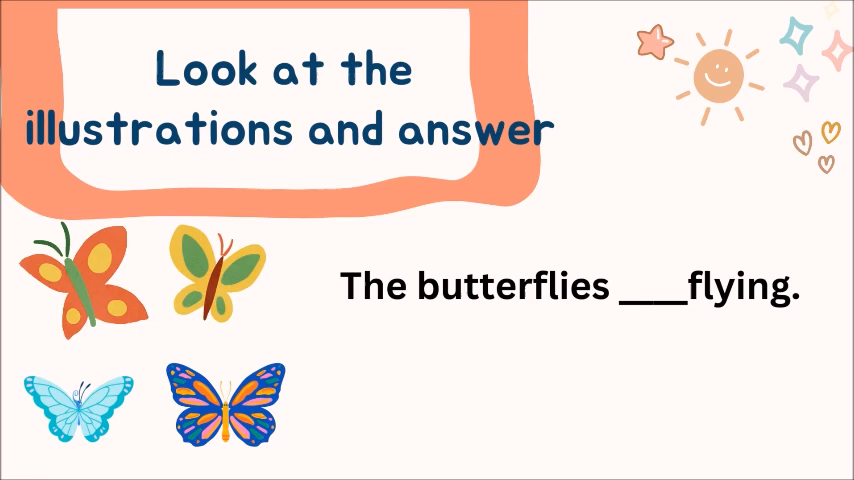 Look at the
illustrations and answer
The butterflies ____flying.